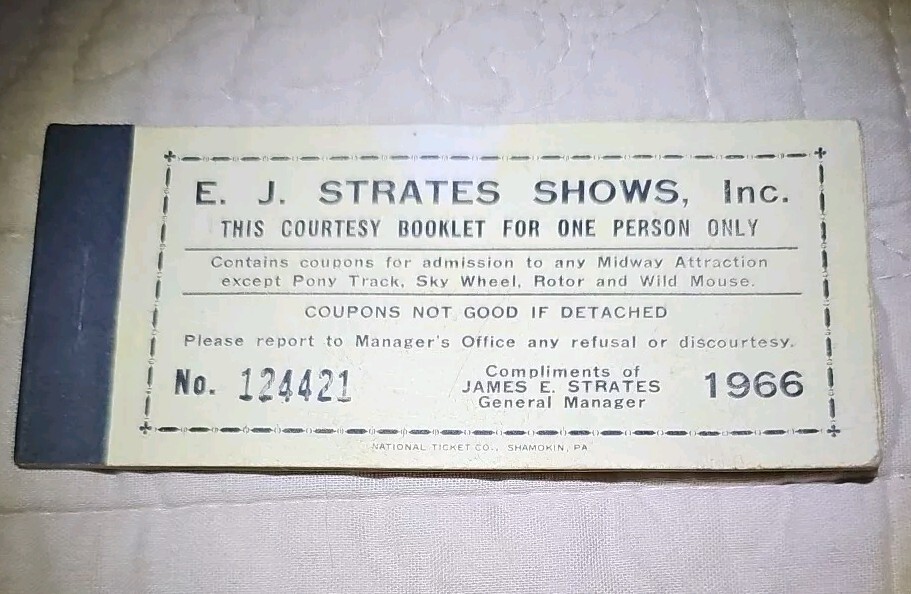 E. J. STRATES SHOWS, Inc.
THIS COURTESY BOOKLET FOR ONE PERSON ONLY
Contains coupons for admission to any Midway Attraction
except Pony Track, Sky Wheel, Rotor and Wild Mouse.
COUPONS NOT GOOD IF DETACHED
Please report to Manager's Office any refusal or discourtesy.
No. 124421
Compliments of
JAMES E. STRATES
General Manager
1966
NATIONAL TICKET CO., SHAMOKIN, PA